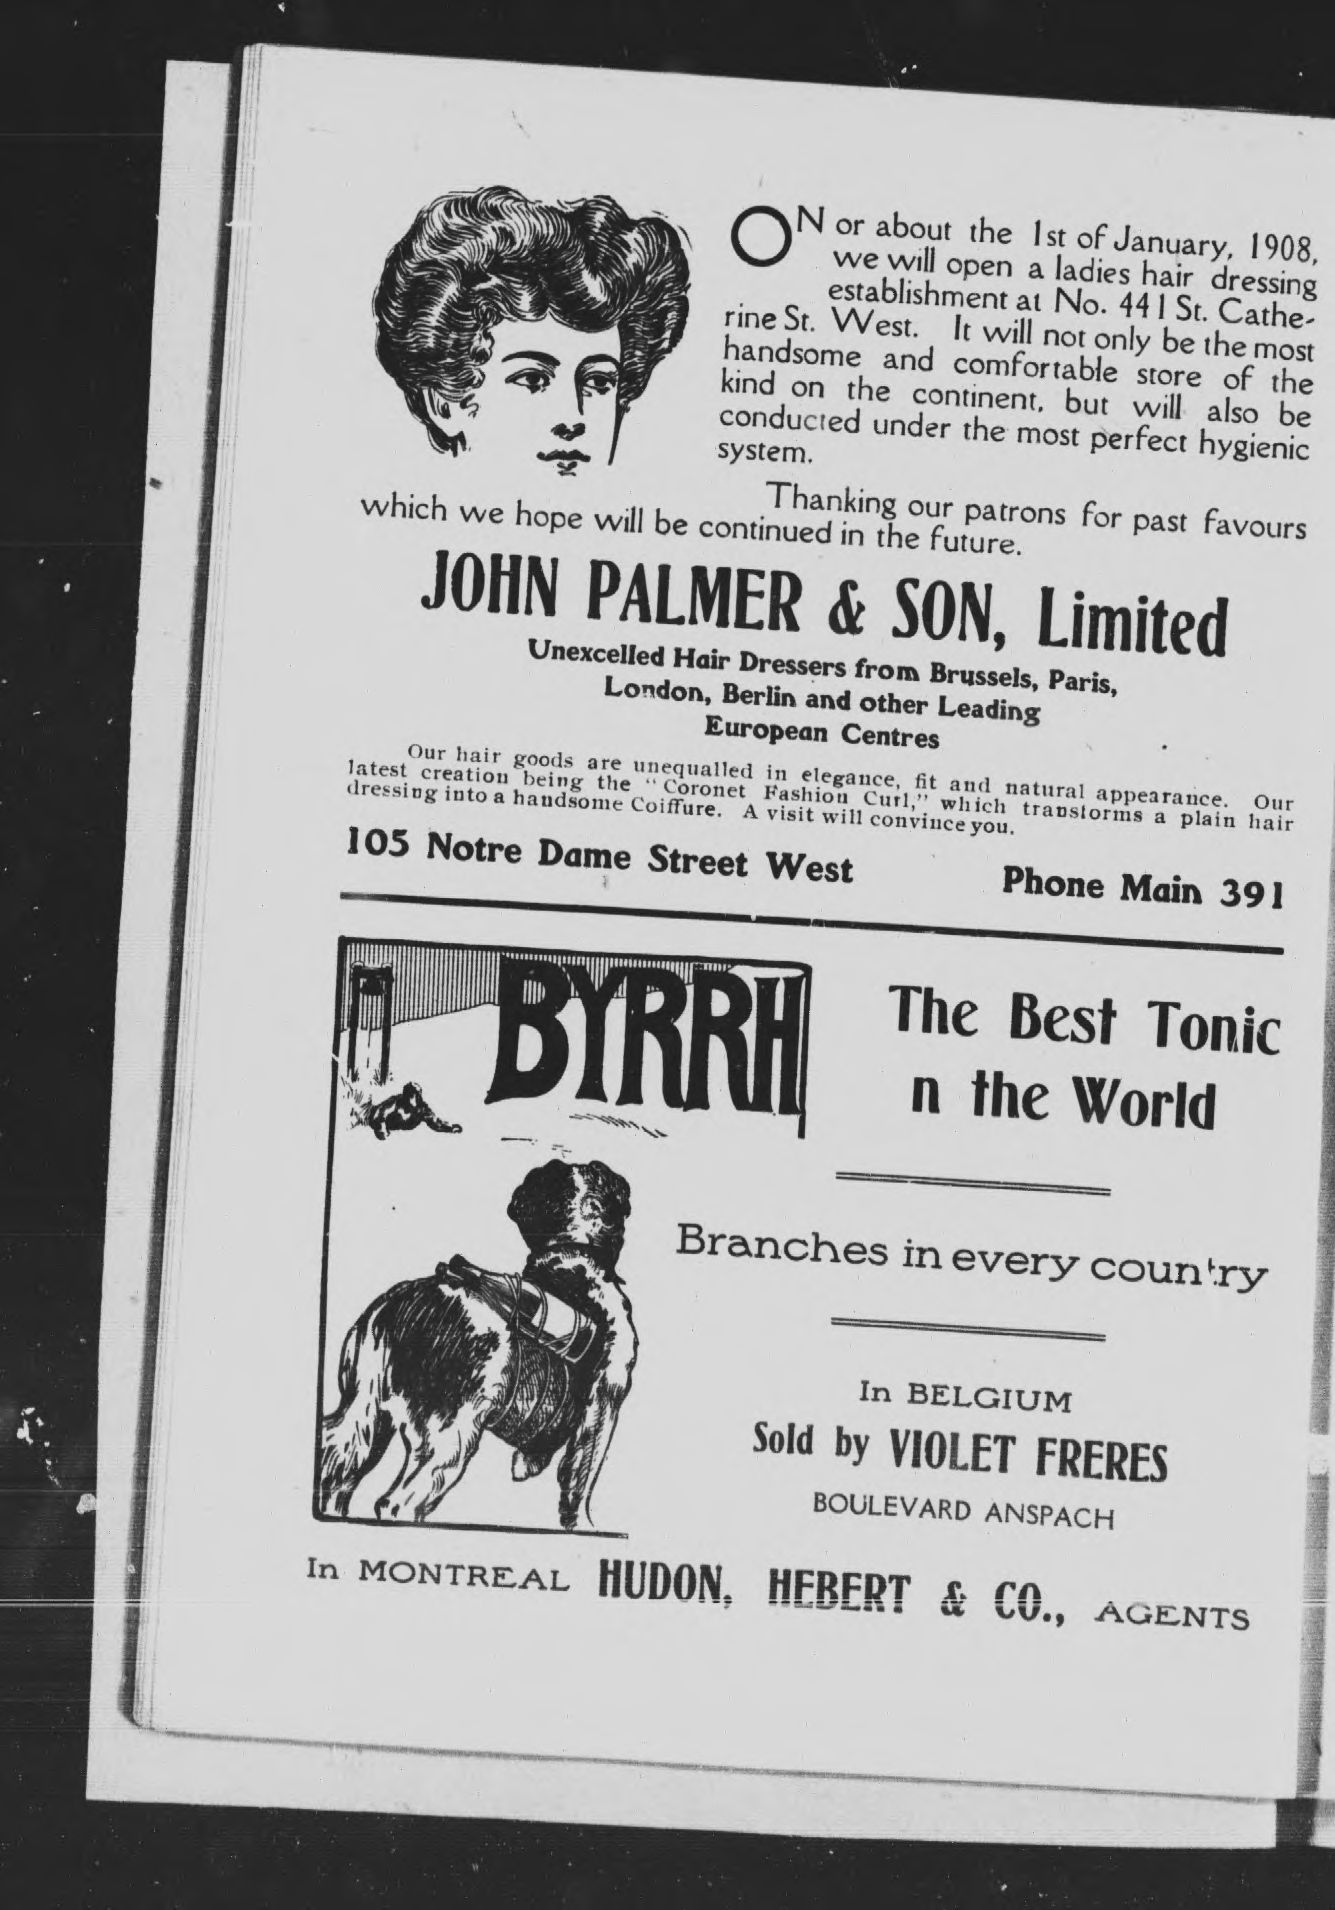 ON or about the 1st of January, 1908,
we will open a ladies hair dressing
establishment at No. 441 St. Cathe-
rine St. West. It will not only be the most
handsome and comfortable store of the
kind on the continent, but will also be
conducted under the most perfect hygienic
system.
Thanking our patrons for past favours
which we hope will be continued in the future.
JOHN PALMER & SON, Limited
Unexcelled Hair Dressers from Brussels, Paris,
London, Berlin and other Leading
European Centres
Our hair goods are unequalled in elegance, fit and natural appearance. Our
latest creation being the "Coronet Fashion Curl," which transforms a plain hair
dressing into a handsome Coiffure. A visit will convince you.
105 Notre Dame Street West Phone Main 391
BYRRH
The Best Tonic
n the World
Branches in every country
In BELGIUM
Sold by VIOLET FRERES
BOULEVARD ANSPACH
In MONTREAL HUDON, HEBERT & CO., AGENTS